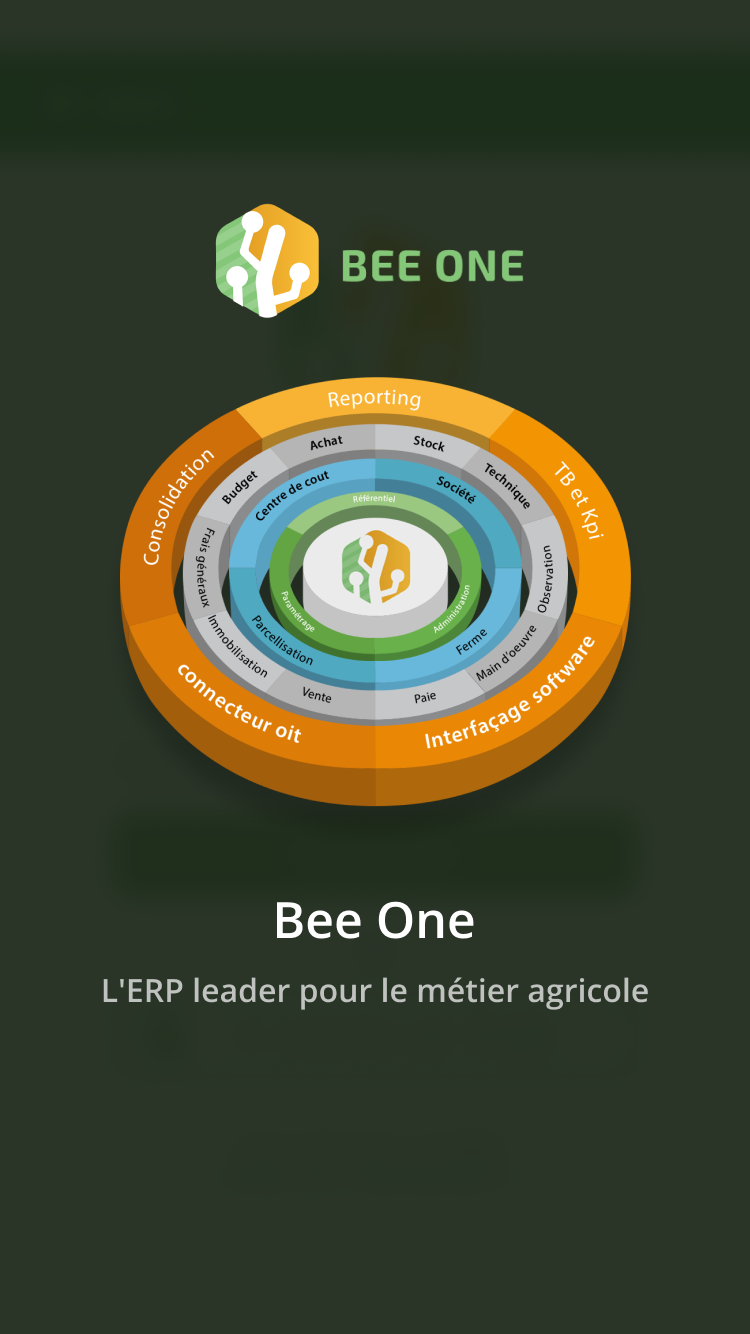 BEE ONE
Reporting
Consolidation
TB et Kpi
connecteur oit
Interfaçage software
Achat
Stock
Budget
Technique
Frais généraux
Observation
Immobilisation
Main d'oeuvre
Vente
Paie
Centre de cout
Société
Parcellisation
Ferme
Référentiel
Paramétrage
Administration
Bee One
L'ERP leader pour le métier agricole